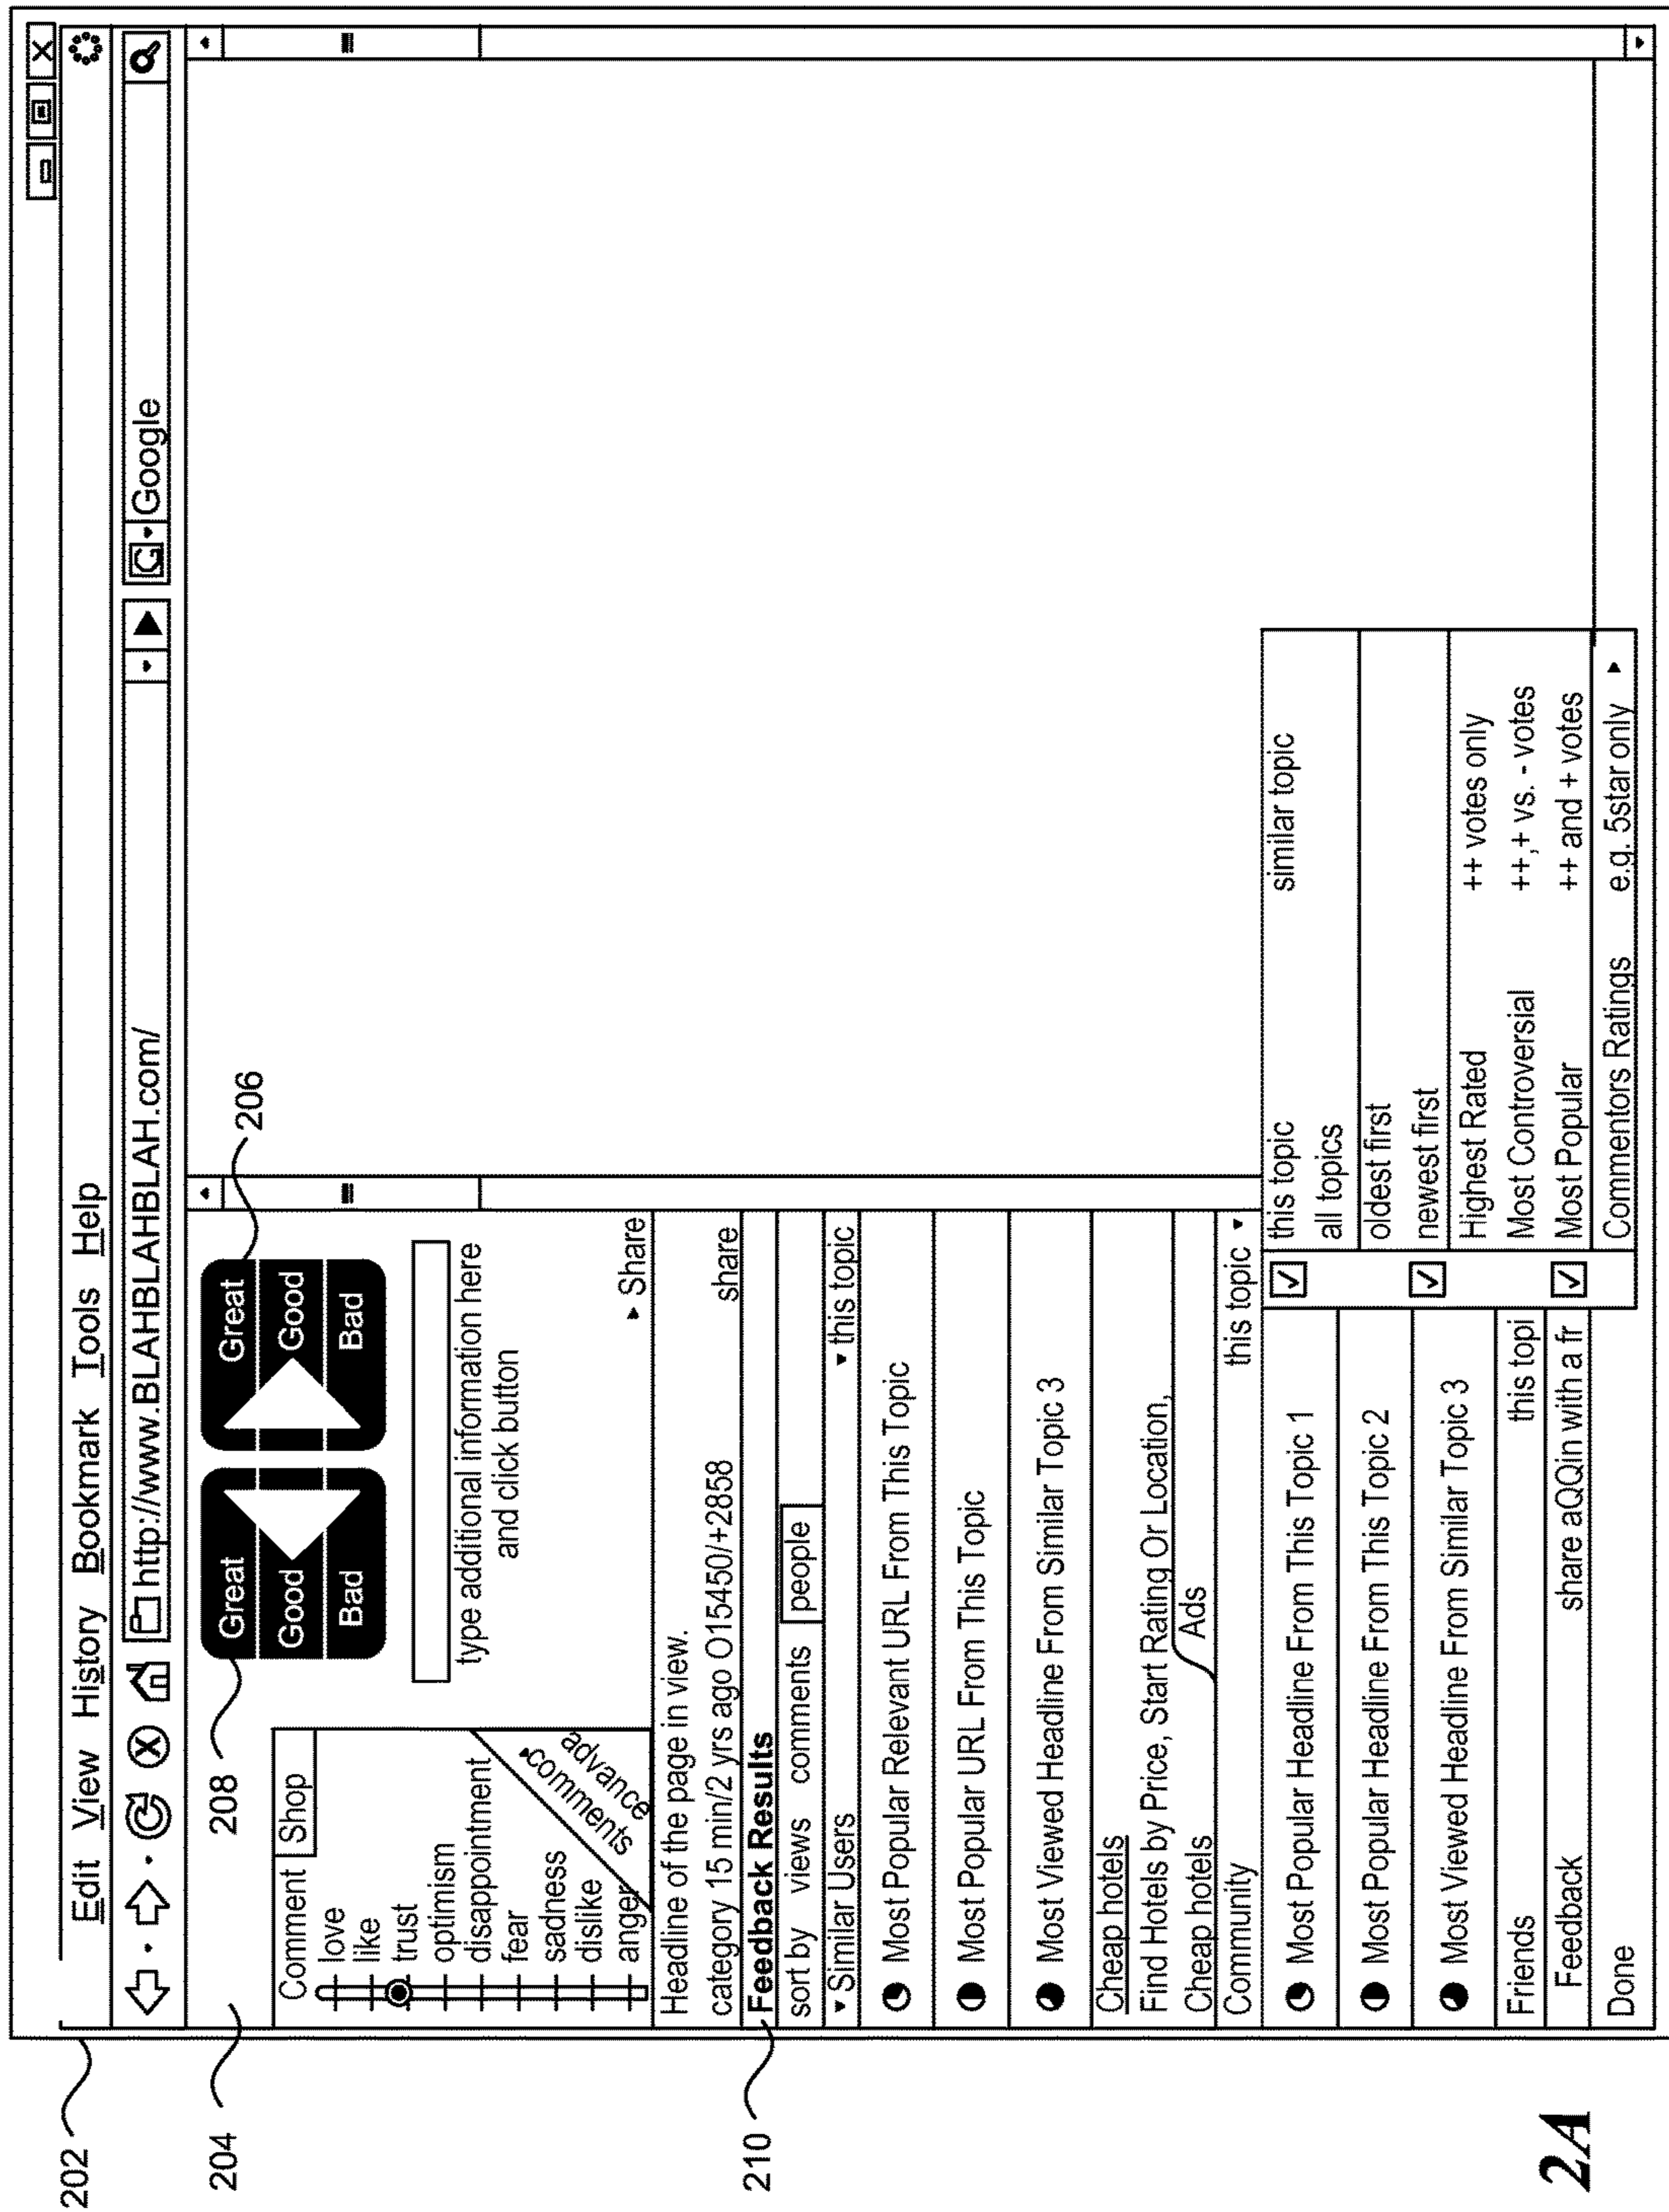 202
Edit View History Bookmark Tools Help
http://www.BLAHBLAHBLAH.com/
G Google
204
208
Great
Good
Bad
Great
Good
Bad
206
Comment Shop
love
like
trust
optimism
disappointment
fear
sadness
dislike
anger
advance
comments
type additional information here
and click button
Share
Headline of the page in view.
category 15 min/2 yrs ago O15450/+2858 share
210
Feedback Results
sort by views comments people
Similar Users this topic
Most Popular Relevant URL From This Topic
Most Popular URL From This Topic
Most Viewed Headline From Similar Topic 3
Cheap hotels
Find Hotels by Price, Start Rating Or Location,
Cheap hotels Ads
Community this topic
Most Popular Headline From This Topic 1
Most Popular Headline From This Topic 2
Most Viewed Headline From Similar Topic 3
Friends this topi
Feedback share aQQin with a fr
Done
this topic similar topic
all topics
oldest first
newest first
Highest Rated ++ votes only
Most Controversial ++,+ vs. - votes
Most Popular ++ and + votes
Commentors Ratings e.g. 5star only
2A